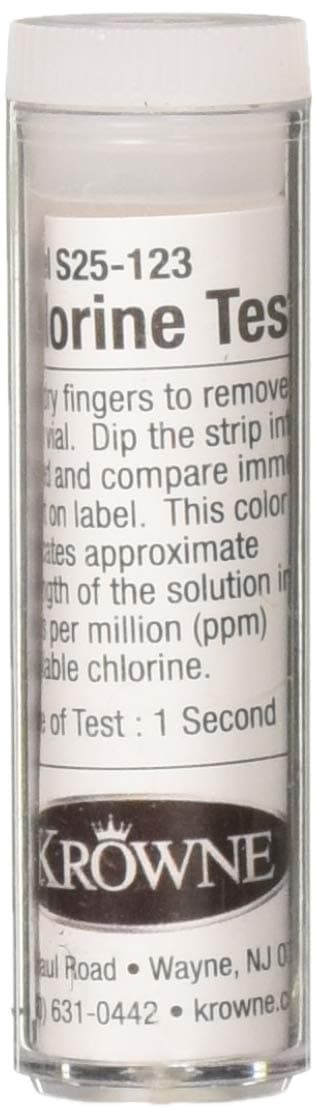 S25-123
lorine Tes
ry fingers to remove
vial. Dip the strip int
d and compare imm
t on label. This color
ates approximate
ngth of the solution in
s per million (ppm)
able chlorine.
e of Test : 1 Second
KROWNE
aul Road • Wayne, NJ 0
) 631-0442 • krowne.c